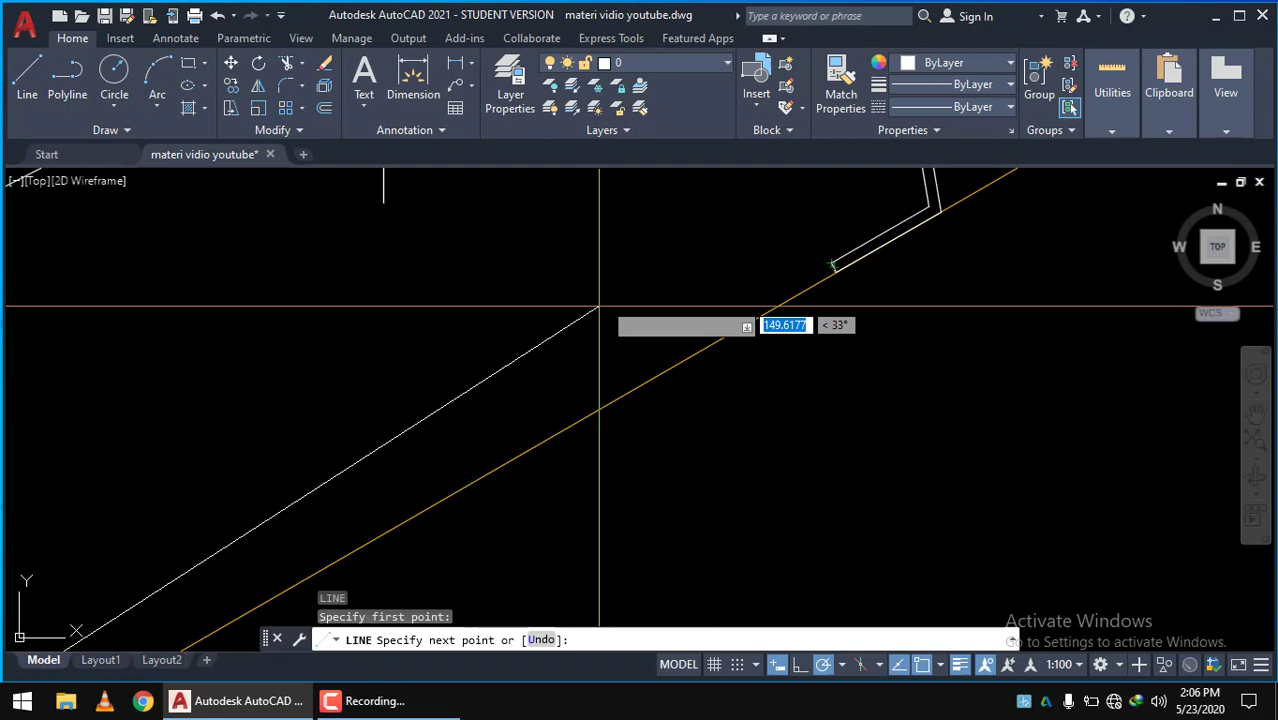 Autodesk AutoCAD 2021 - STUDENT VERSION materi vidio youtube.dwg
Type a keyword or phrase
Sign In
Home Insert Annotate Parametric View Manage Output Add-ins Collaborate Express Tools Featured Apps
Line Polyline Circle Arc
Text Dimension
Layer Properties
0
Insert
Match Properties
ByLayer
ByLayer
ByLayer
Group
Utilities
Clipboard
View
Draw Modify Annotation Layers Block Properties Groups
Start materi vidio youtube*
[−][Top][2D Wireframe]
N
W TOP E
S
WCS
149.6177 < 33°
Y
X
LINE
Specify first point:
LINE Specify next point or [Undo]:
Activate Windows
Go to Settings to activate Windows.
Model Layout1 Layout2 +
MODEL 1:100
Autodesk AutoCAD ... Recording...
2:06 PM
5/23/2020